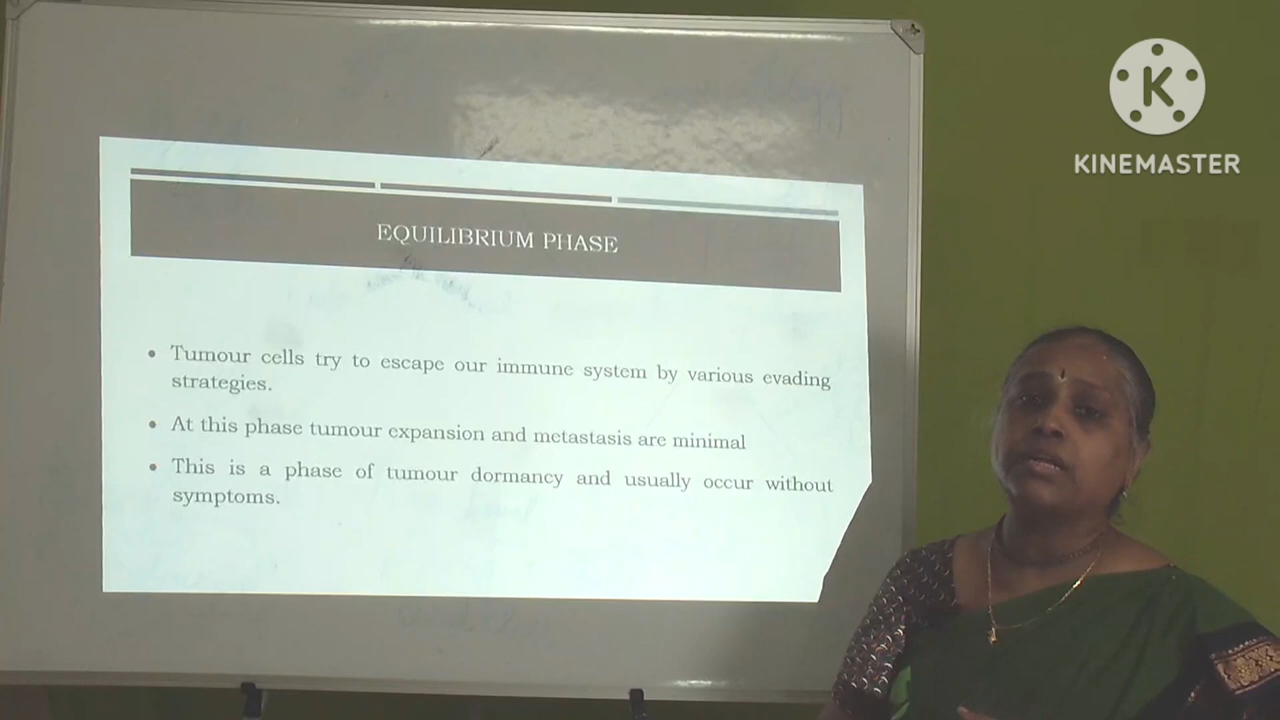 K
KINEMASTER
EQUILIBRIUM PHASE
• Tumour cells try to escape our immune system by various evading
strategies.
• At this phase tumour expansion and metastasis are minimal
• This is a phase of tumour dormancy and usually occur without
symptoms.